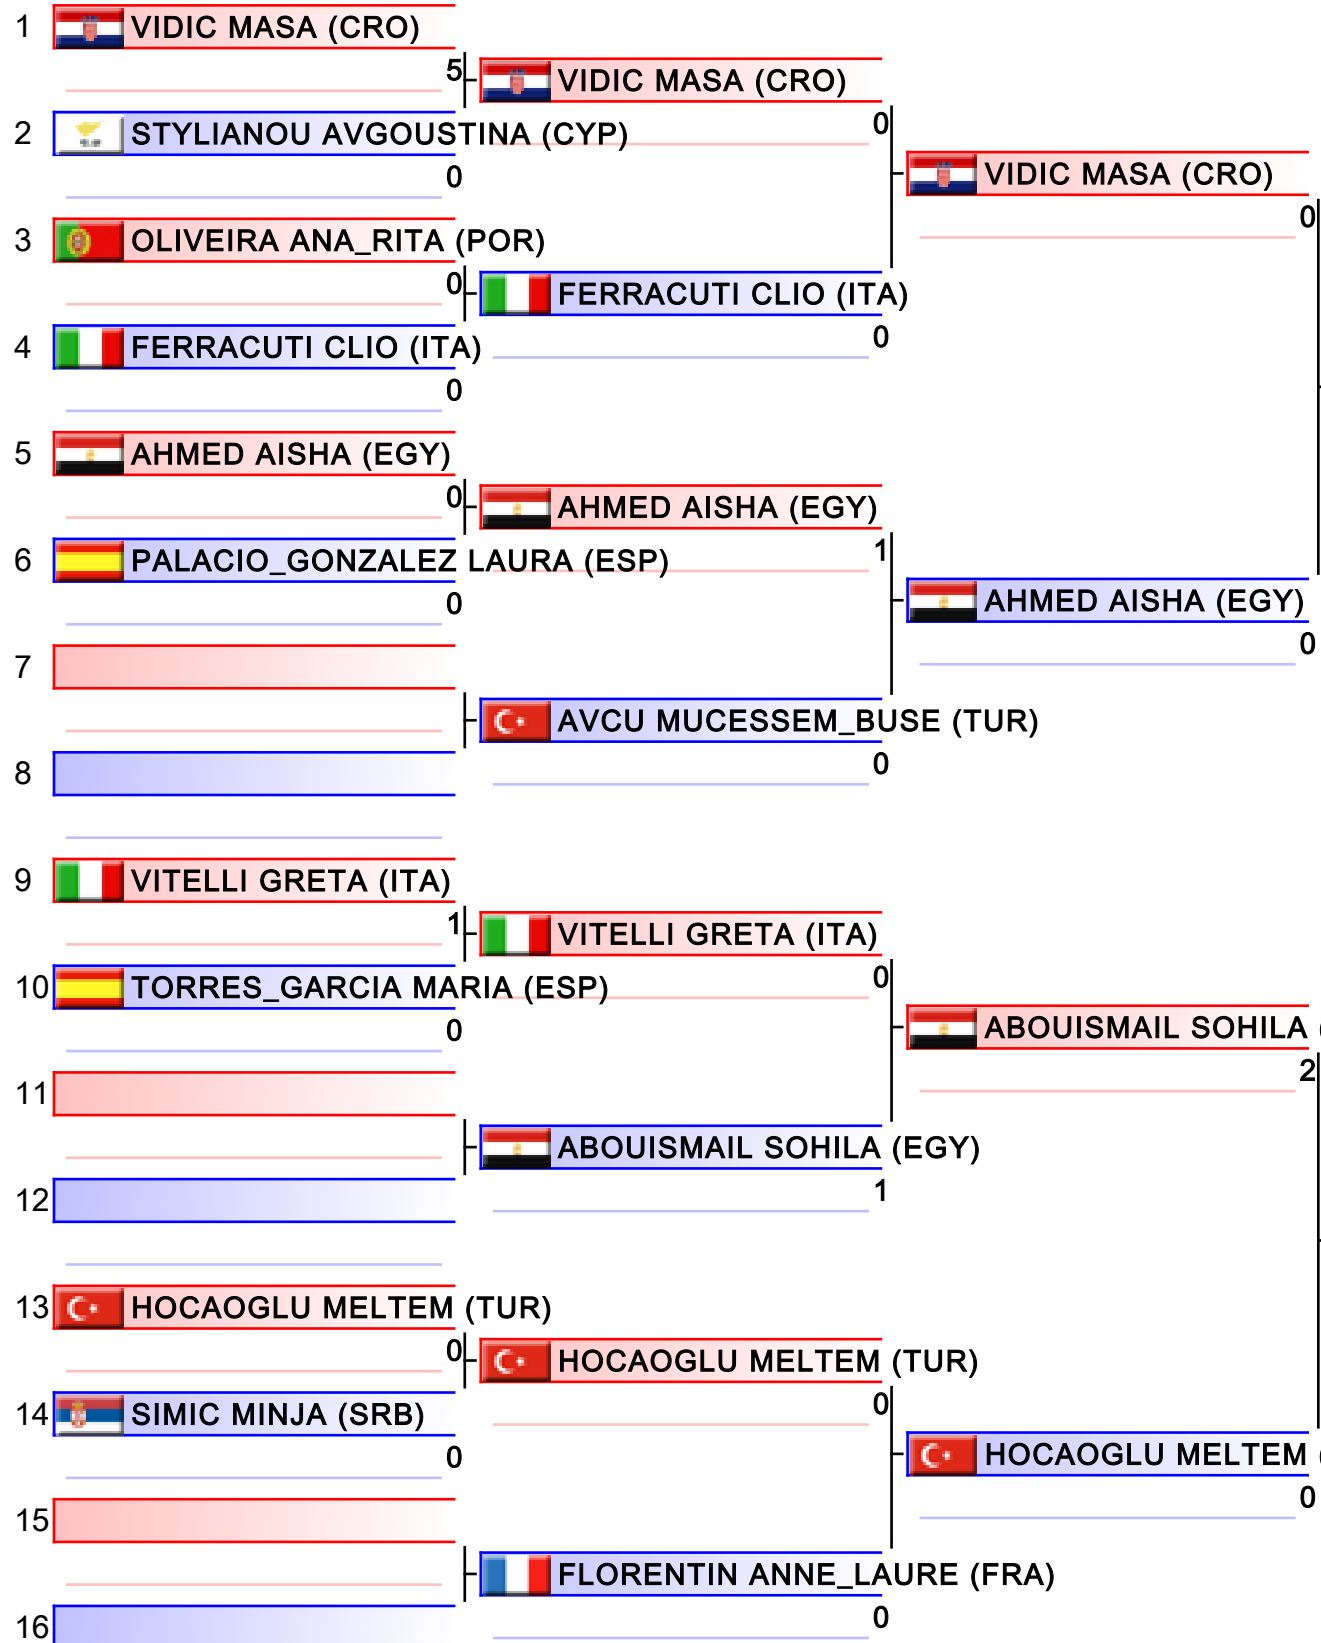 1 VIDIC MASA (CRO)
5 VIDIC MASA (CRO)
2 STYLIANOU AVGOUSTINA (CYP)
0
VIDIC MASA (CRO)
0
0
3 OLIVEIRA ANA_RITA (POR)
0 FERRACUTI CLIO (ITA)
0
4 FERRACUTI CLIO (ITA)
0
5 AHMED AISHA (EGY)
0 AHMED AISHA (EGY)
1
6 PALACIO_GONZALEZ LAURA (ESP)
0
AHMED AISHA (EGY)
0
7
AVCU MUCESSEM_BUSE (TUR)
0
8
9 VITELLI GRETA (ITA)
1 VITELLI GRETA (ITA)
0
10 TORRES_GARCIA MARIA (ESP)
0
ABOUISMAIL SOHILA (
2
11
ABOUISMAIL SOHILA (EGY)
1
12
13 HOCAOGLU MELTEM (TUR)
0 HOCAOGLU MELTEM (TUR)
0
14 SIMIC MINJA (SRB)
0
HOCAOGLU MELTEM (
0
15
FLORENTIN ANNE_LAURE (FRA)
0
16